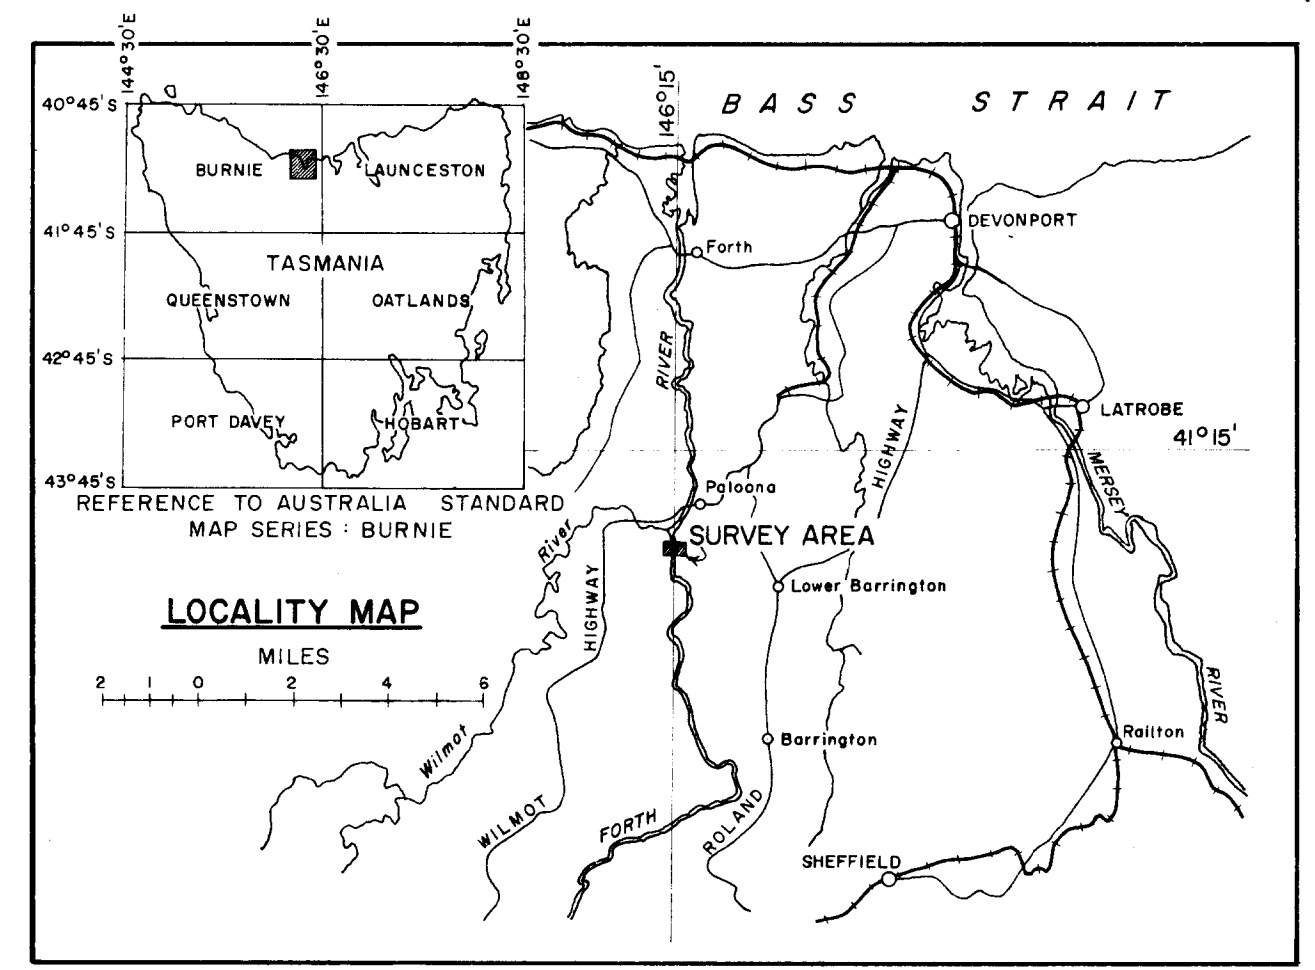 144°30'E
146°30'E
148°30'E
40°45'S
41°45'S
42°45'S
43°45'S
BURNIE
LAUNCESTON
TASMANIA
QUEENSTOWN
OATLANDS
PORT DAVEY
HOBART
REFERENCE TO AUSTRALIA STANDARD
MAP SERIES : BURNIE
LOCALITY MAP
MILES
2 1 0 2 4 6
146°15'
BASS STRAIT
DEVONPORT
Forth
RIVER
LATROBE
41°15'
HIGHWAY
MERSEY
Paloona
SURVEY AREA
River
HIGHWAY
Lower Barrington
RIVER
Wilmot
Barrington
Railton
WILMOT
FORTH
ROLAND
SHEFFIELD